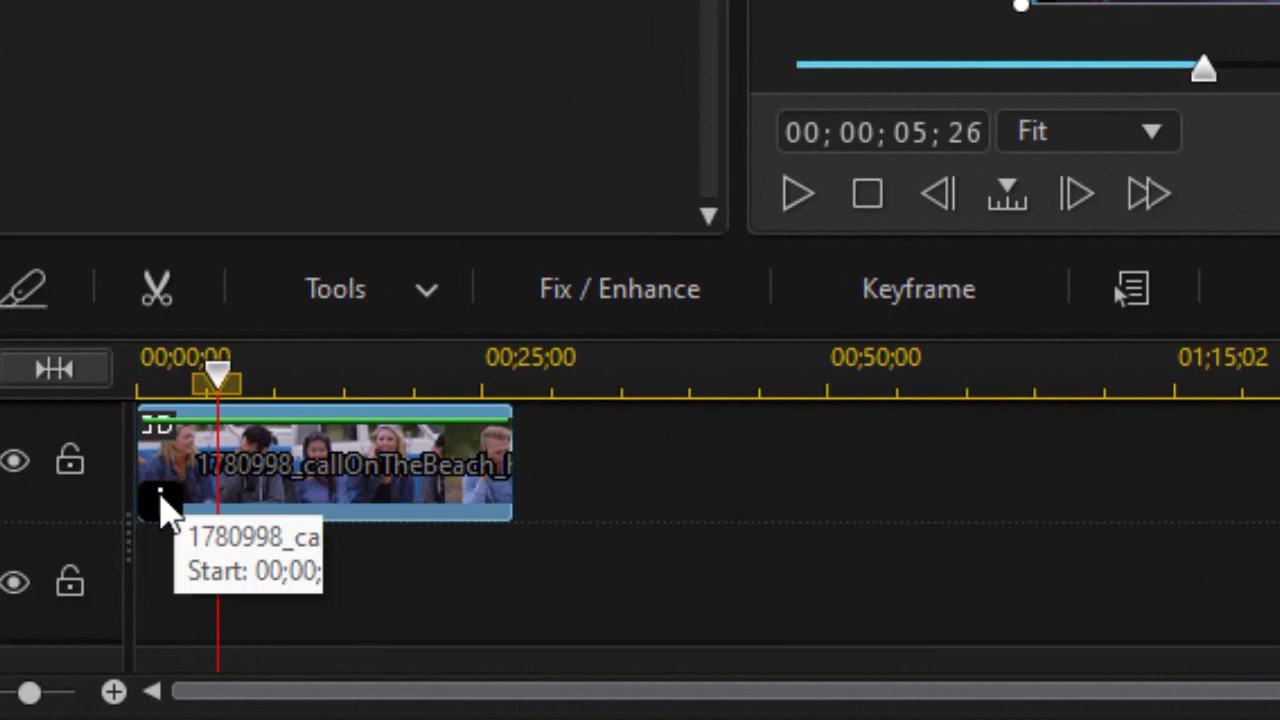 00; 00; 05; 26
Fit
Tools
Fix / Enhance
Keyframe
00;00;00
00;25;00
00;50;00
01;15;02
1780998_callOnTheBeach_
1780998_ca
Start: 00;00;